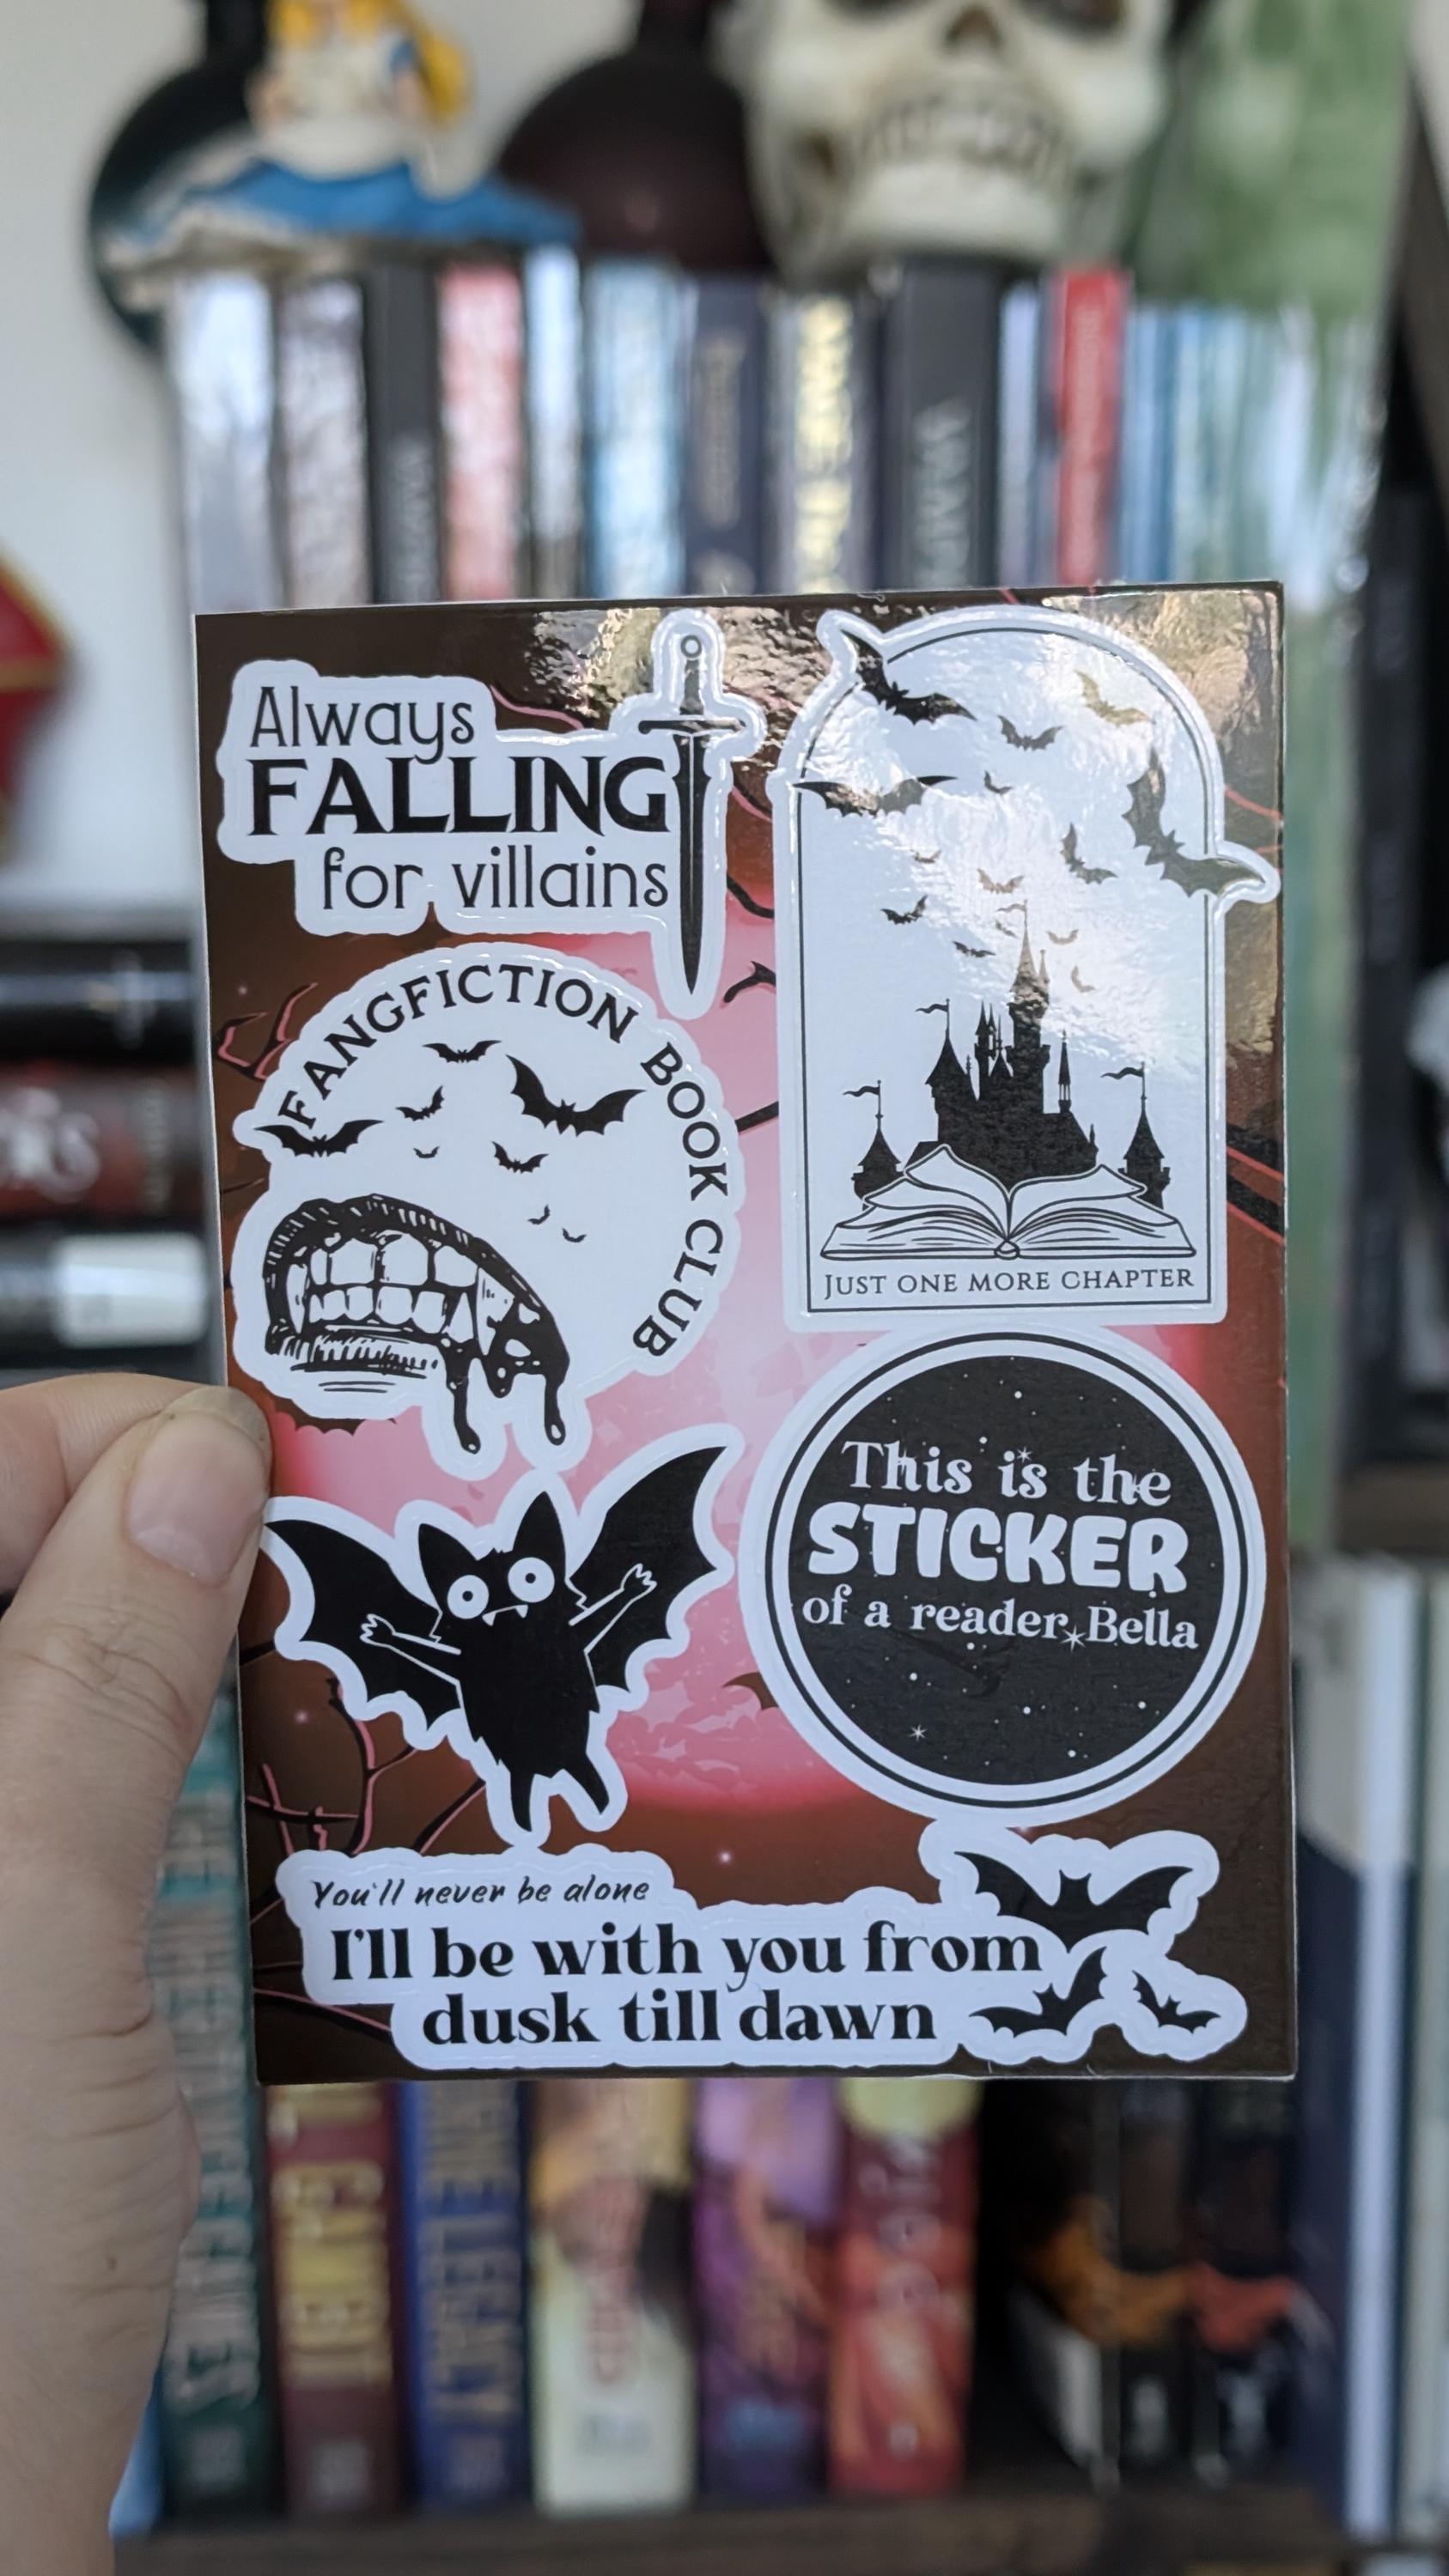 Always
FALLING
for villains
FANGFICTION BOOK CLUB
JUST ONE MORE CHAPTER
This is the
STICKER
of a reader, Bella
You'll never be alone
I'll be with you from
dusk till dawn